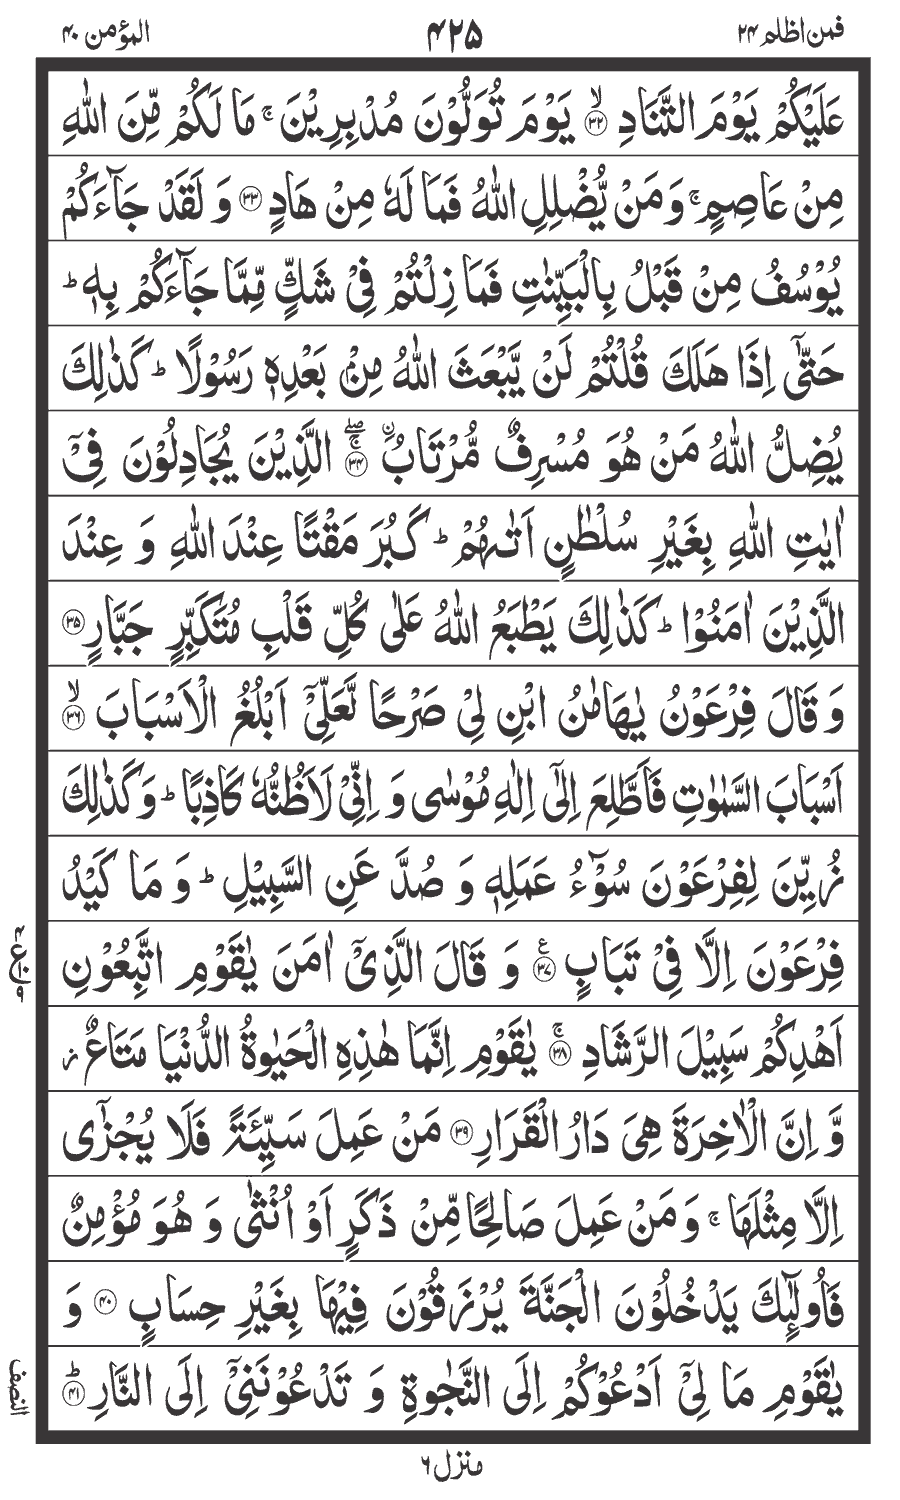 فمن اظلم ۲۴
۴۲۵
المؤمن ۴۰
عَلَیْكُمْ یَوْمَ التَّنَادِ ۙ﴿۳۲﴾ یَوْمَ تُوَلُّوْنَ مُدْبِرِیْنَ ۚ مَا لَكُمْ مِّنَ اللّٰهِ
مِنْ عَاصِمٍ ۚ وَ مَنْ یُّضْلِلِ اللّٰهُ فَمَا لَهٗ مِنْ هَادٍ ﴿۳۳﴾ وَ لَقَدْ جَآءَكُمْ
یُوْسُفُ مِنْ قَبْلُ بِالْبَیِّنٰتِ فَمَا زِلْتُمْ فِیْ شَكٍّ مِّمَّا جَآءَكُمْ بِهٖ ؕ
حَتّٰۤی اِذَا هَلَكَ قُلْتُمْ لَنْ یَّبْعَثَ اللّٰهُ مِنْۢ بَعْدِهٖ رَسُوْلًا ؕ كَذٰلِكَ
یُضِلُّ اللّٰهُ مَنْ هُوَ مُسْرِفٌ مُّرْتَابُۨ ۚۖ﴿۳۴﴾ الَّذِیْنَ یُجَادِلُوْنَ فِیْۤ
اٰیٰتِ اللّٰهِ بِغَیْرِ سُلْطٰنٍ اَتٰىهُمْ ؕ كَبُرَ مَقْتًا عِنْدَ اللّٰهِ وَ عِنْدَ
الَّذِیْنَ اٰمَنُوْا ؕ كَذٰلِكَ یَطْبَعُ اللّٰهُ عَلٰی كُلِّ قَلْبِ مُتَكَبِّرٍ جَبَّارٍ ﴿۳۵﴾
وَ قَالَ فِرْعَوْنُ یٰهَامٰنُ ابْنِ لِیْ صَرْحًا لَّعَلِّیْۤ اَبْلُغُ الْاَسْبَابَ ۙ﴿۳۶﴾
اَسْبَابَ السَّمٰوٰتِ فَاَطَّلِعَ اِلٰۤی اِلٰهِ مُوْسٰی وَ اِنِّیْ لَاَظُنُّهٗ كَاذِبًا ؕ وَ كَذٰلِكَ
زُیِّنَ لِفِرْعَوْنَ سُوْٓءُ عَمَلِهٖ وَ صُدَّ عَنِ السَّبِیْلِ ؕ وَ مَا كَیْدُ
فِرْعَوْنَ اِلَّا فِیْ تَبَابٍ ﴿۳۷﴾ع وَ قَالَ الَّذِیْۤ اٰمَنَ یٰقَوْمِ اتَّبِعُوْنِ
اَهْدِكُمْ سَبِیْلَ الرَّشَادِ ۚ﴿۳۸﴾ یٰقَوْمِ اِنَّمَا هٰذِهِ الْحَیٰوةُ الدُّنْیَا مَتَاعٌ ؗ
وَّ اِنَّ الْاٰخِرَةَ هِیَ دَارُ الْقَرَارِ ﴿۳۹﴾ مَنْ عَمِلَ سَیِّئَةً فَلَا یُجْزٰۤی
اِلَّا مِثْلَهَا ۚ وَ مَنْ عَمِلَ صَالِحًا مِّنْ ذَكَرٍ اَوْ اُنْثٰی وَ هُوَ مُؤْمِنٌ
فَاُولٰٓئِكَ یَدْخُلُوْنَ الْجَنَّةَ یُرْزَقُوْنَ فِیْهَا بِغَیْرِ حِسَابٍ ﴿۴۰﴾ وَ
یٰقَوْمِ مَا لِیْۤ اَدْعُوْكُمْ اِلَی النَّجٰوةِ وَ تَدْعُوْنَنِیْۤ اِلَی النَّارِ ﴿ؕ۴۱﴾
النصف
منزل ۶